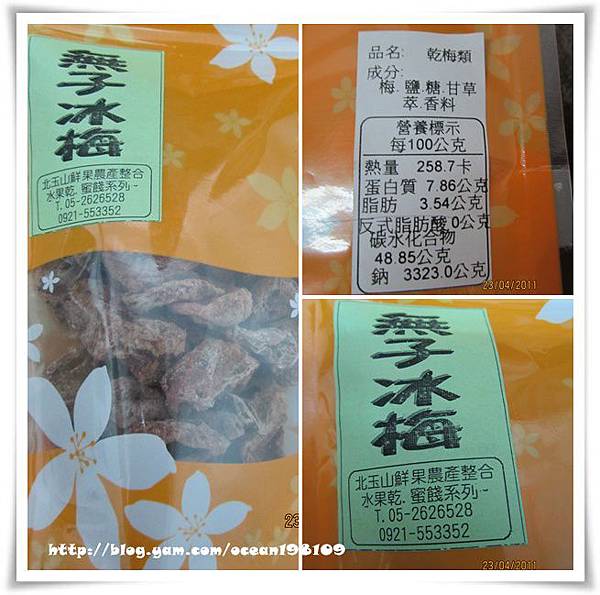 無子冰梅
北玉山鮮果農產整合
水果乾.蜜餞系列~
T.05-2626528
0921-553352
品名: 乾梅類
成分:
梅.鹽.糖.甘草
萃.香料
營養標示
每100公克
熱量 258.7卡
蛋白質 7.86公克
脂肪 3.54公克
反式脂肪酸 0公克
碳水化合物
48.85公克
鈉 3323.0公克
23/04/2011
無子冰梅
北玉山鮮果農產整合
水果乾.蜜餞系列~
T.05-2626528
0921-553352
23/04/2011
23
http://blog.yam.com/ocean198109